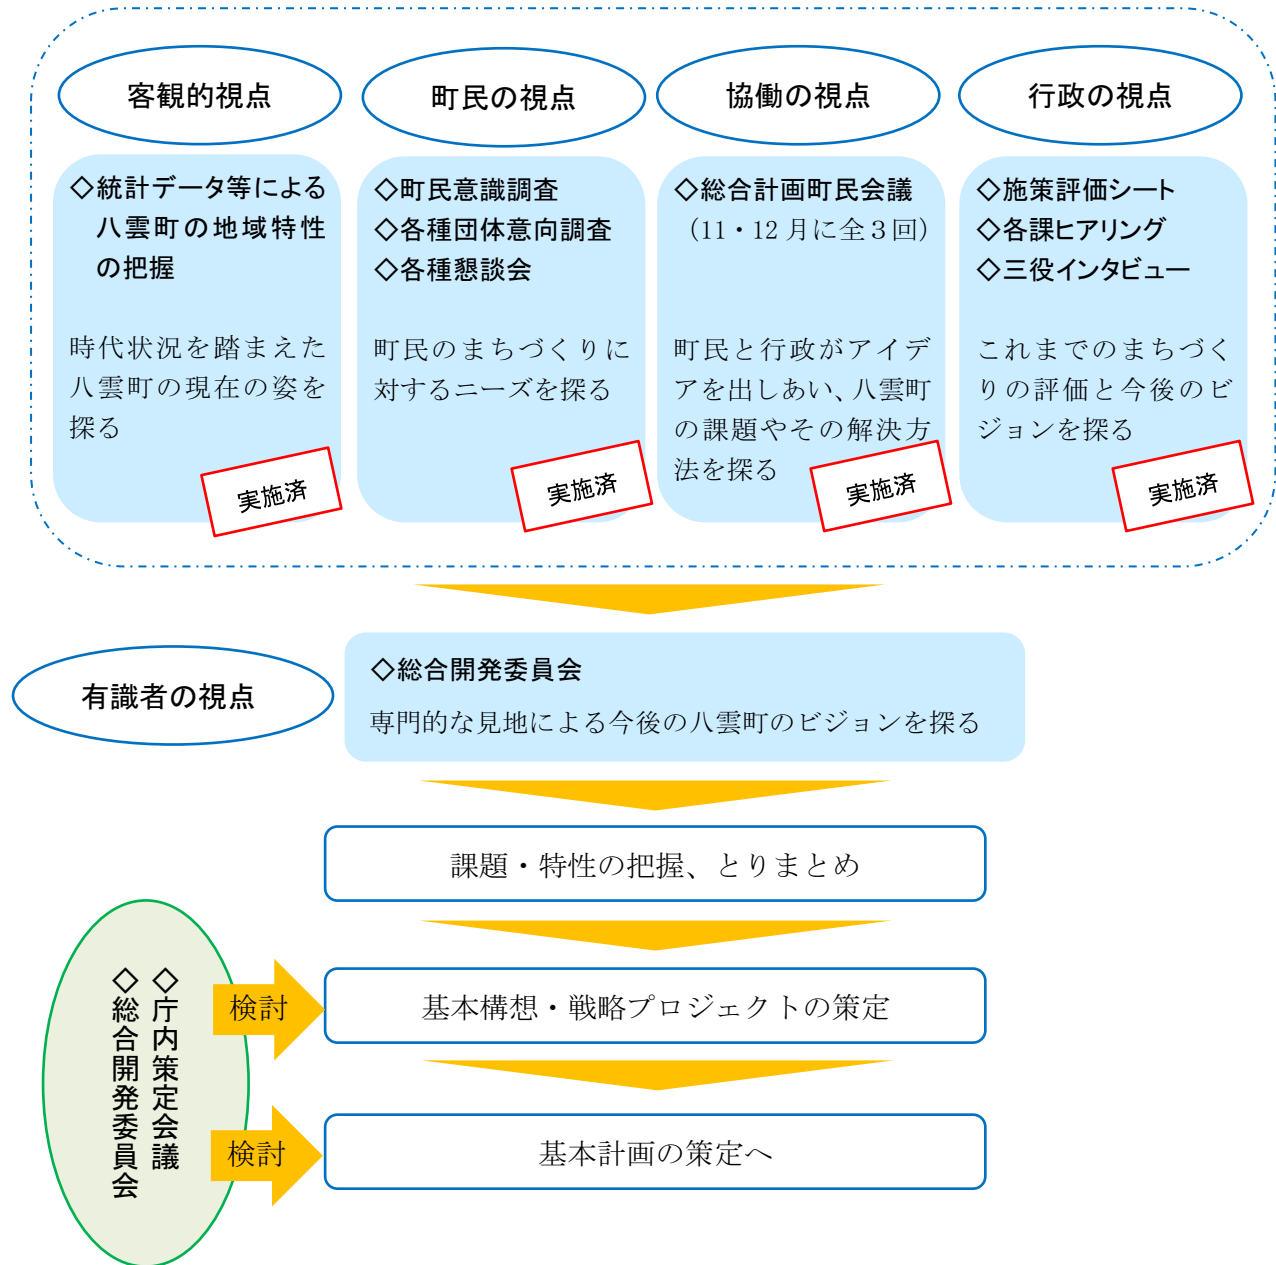 客観的視点
◇統計データ等による
八雲町の地域特性
の把握
時代状況を踏まえた
八雲町の現在の姿を
探る
実施済
町民の視点
◇町民意識調査
◇各種団体意向調査
◇各種懇談会
町民のまちづくりに
対するニーズを探る
実施済
協働の視点
◇総合計画町民会議
（11・12月に全３回）
町民と行政がアイデ
アを出しあい、八雲町
の課題やその解決方
法を探る
実施済
行政の視点
◇施策評価シート
◇各課ヒアリング
◇三役インタビュー
これまでのまちづく
りの評価と今後のビ
ジョンを探る
実施済
有識者の視点
◇総合開発委員会
専門的な見地による今後の八雲町のビジョンを探る
課題・特性の把握、とりまとめ
◇庁内策定会議
◇総合開発委員会
検討
基本構想・戦略プロジェクトの策定
検討
基本計画の策定へ